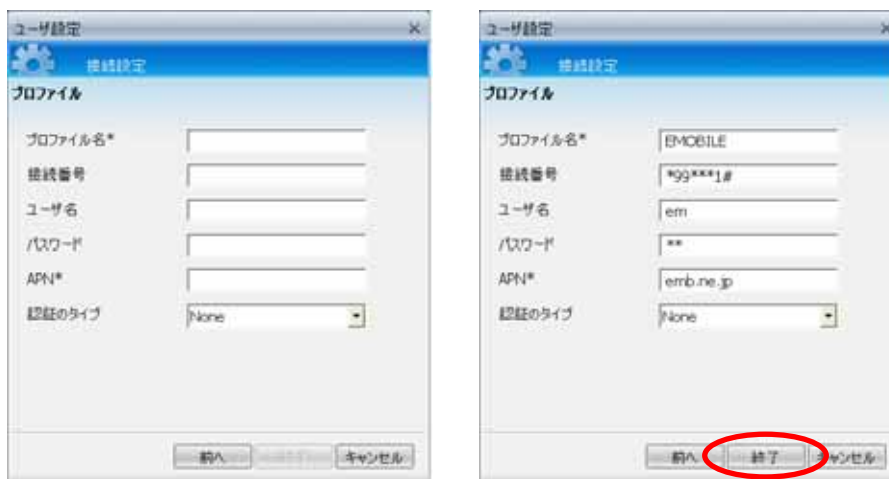 ユーザ設定
接続設定
プロファイル
プロファイル名*
接続番号
ユーザ名
パスワード
APN*
認証のタイプ
None
前へ
キャンセル
ユーザ設定
接続設定
プロファイル
プロファイル名* EMOBILE
接続番号 *99***1#
ユーザ名 em
パスワード **
APN* emb.ne.jp
認証のタイプ None
前へ 終了 キャンセル